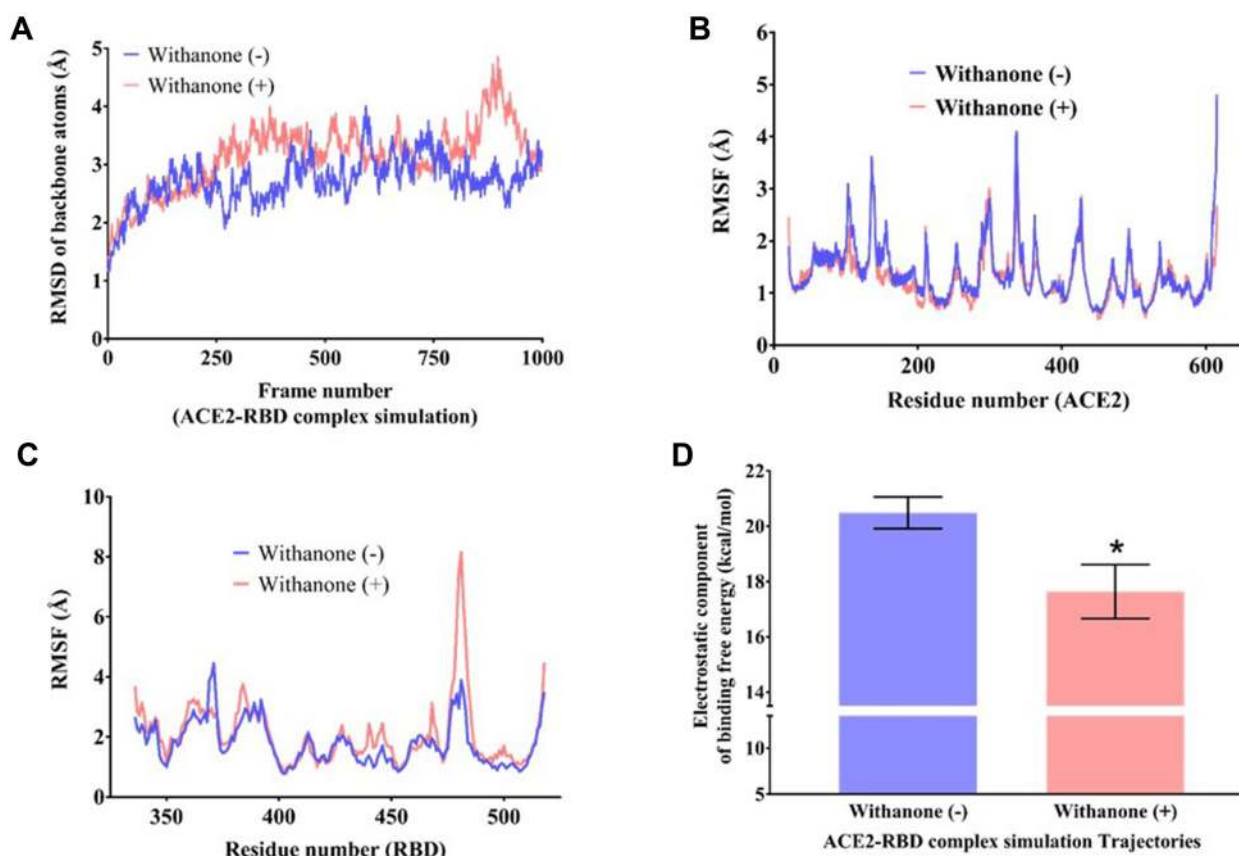 A
RMSD of backbone atoms (Å)
5
4
3
2
1
0
Withanone (-)
Withanone (+)
0 250 500 750 1000
Frame number
(ACE2-RBD complex simulation)
B
RMSF (Å)
6
5
4
3
2
1
0
Withanone (-)
Withanone (+)
200 400 600
Residue number (ACE2)
C
RMSF (Å)
10
8
6
4
2
0
Withanone (-)
Withanone (+)
350 400 450 500
Residue number (RBD)
D
Electrostatic component
of binding free energy (kcal/mol)
22
20
18
16
14
10
5
*
Withanone (-) Withanone (+)
ACE2-RBD complex simulation Trajectories